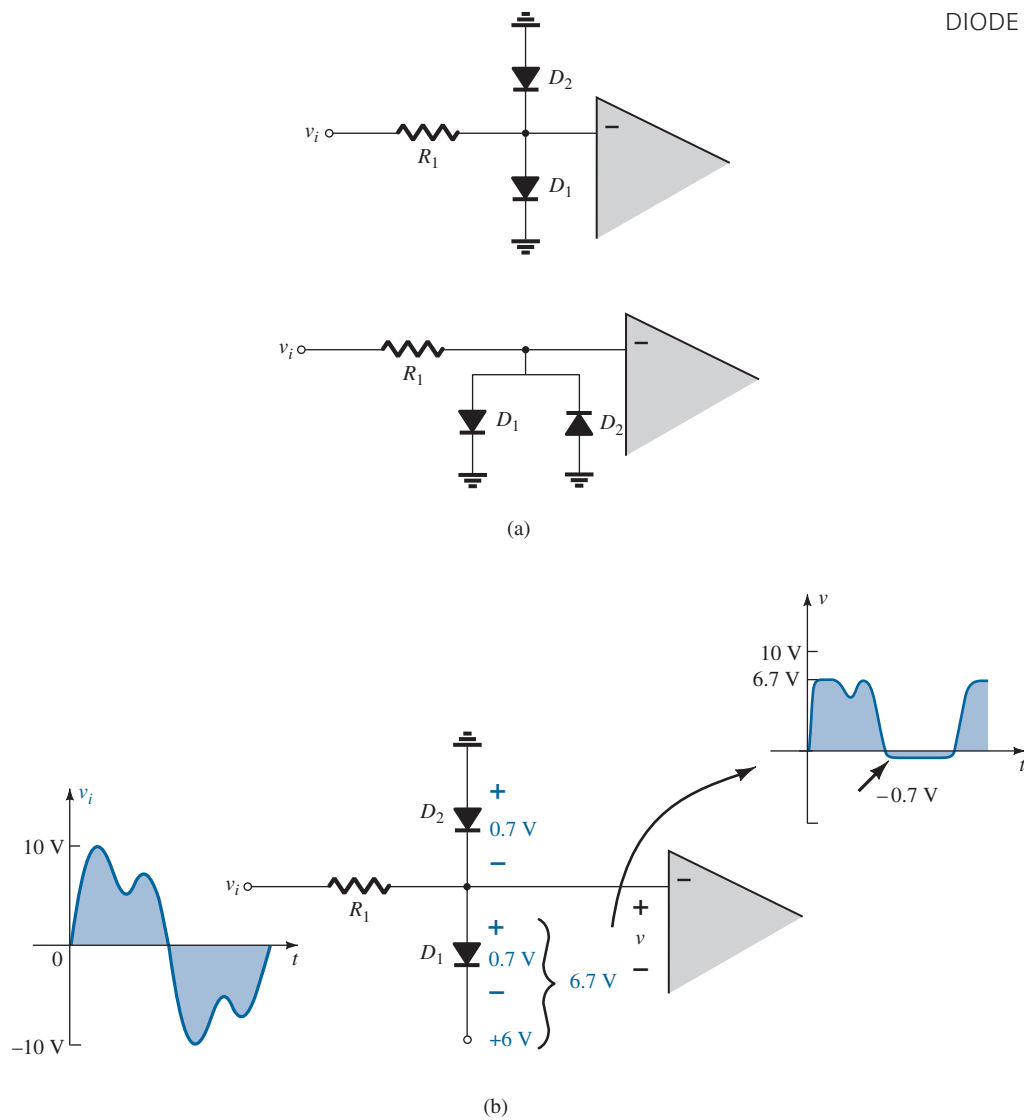 DIODE
D2
vi
R1
−
D1
vi
R1
−
D1
D2
(a)
v
10 V
6.7 V
t
−0.7 V
vi
10 V
0
t
−10 V
D2
+
0.7 V
−
vi
R1
−
+
v
−
D1
+
0.7 V
−
6.7 V
+6 V
(b)